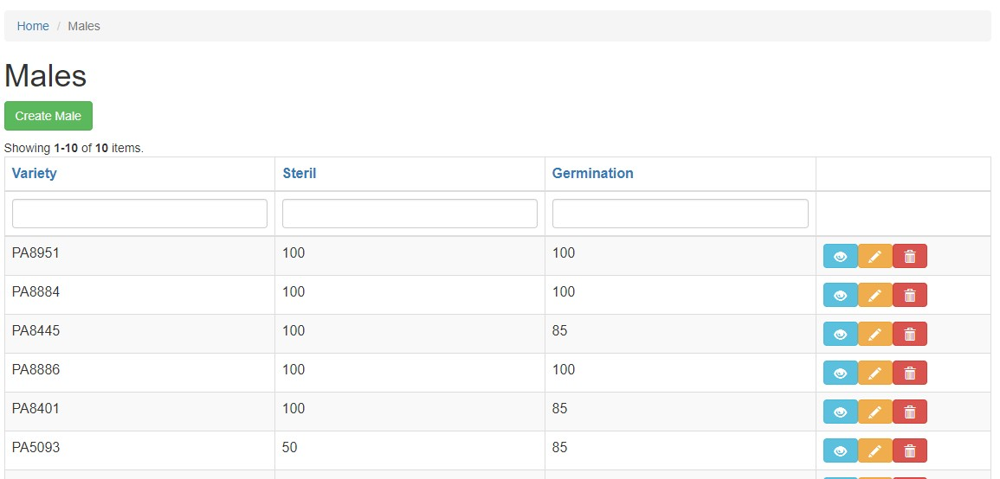 Home / Males
Males
Create Male
Showing 1-10 of 10 items.
Variety Steril Germination
PA8951 100 100
PA8884 100 100
PA8445 100 85
PA8886 100 100
PA8401 100 85
PA5093 50 85